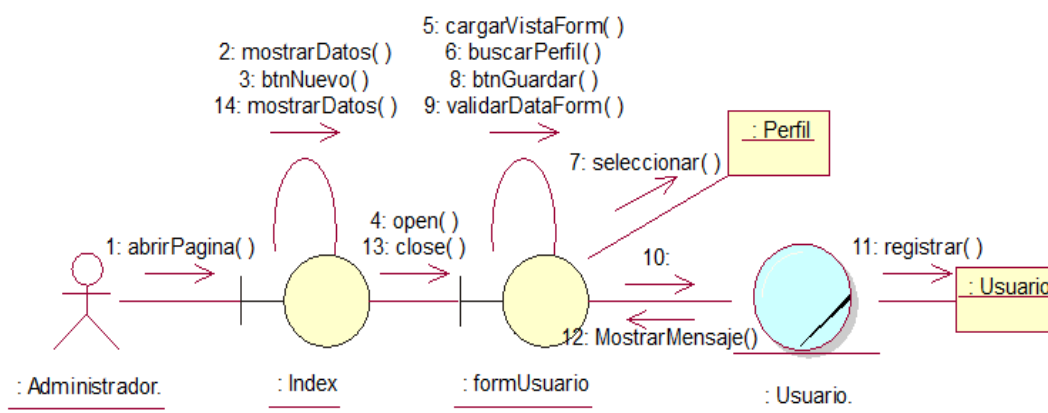 5: cargarVistaForm( )
2: mostrarDatos( )
6: buscarPerfil( )
3: btnNuevo( )
8: btnGuardar( )
14: mostrarDatos( )
9: validarDataForm( )
: Perfil
7: seleccionar( )
4: open( )
1: abrirPagina( )
13: close( )
10:
11: registrar( )
: Usuario
12: MostrarMensaje()
: Administrador.
: Index
: formUsuario
: Usuario.